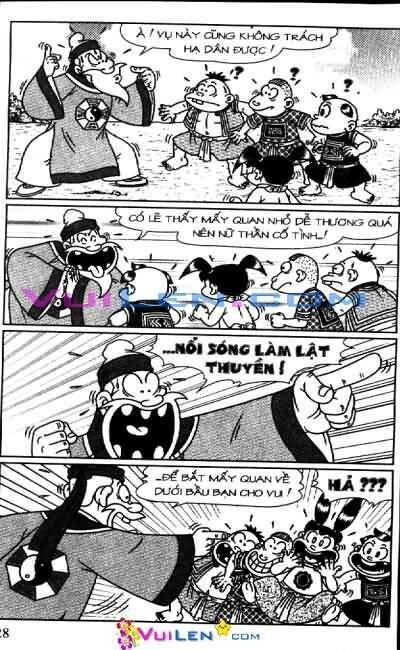 À! VỤ NÀY CŨNG KHÔNG TRÁCH
HẠ DÂN ĐƯỢC!
?
?
?
CÓ LẼ THẤY MẤY QUAN NHỎ DỄ THƯƠNG QUÁ
NÊN NỮ THẦN CỐ TÌNH...!
VUILEN.COM
...NỔI SÓNG LÀM LẬT
THUYỀN!
...ĐỂ BẮT MẤY QUAN VỀ
DƯỚI BẦU BẠN CHO VUI!
HẢ???
28
VUILEN.COM